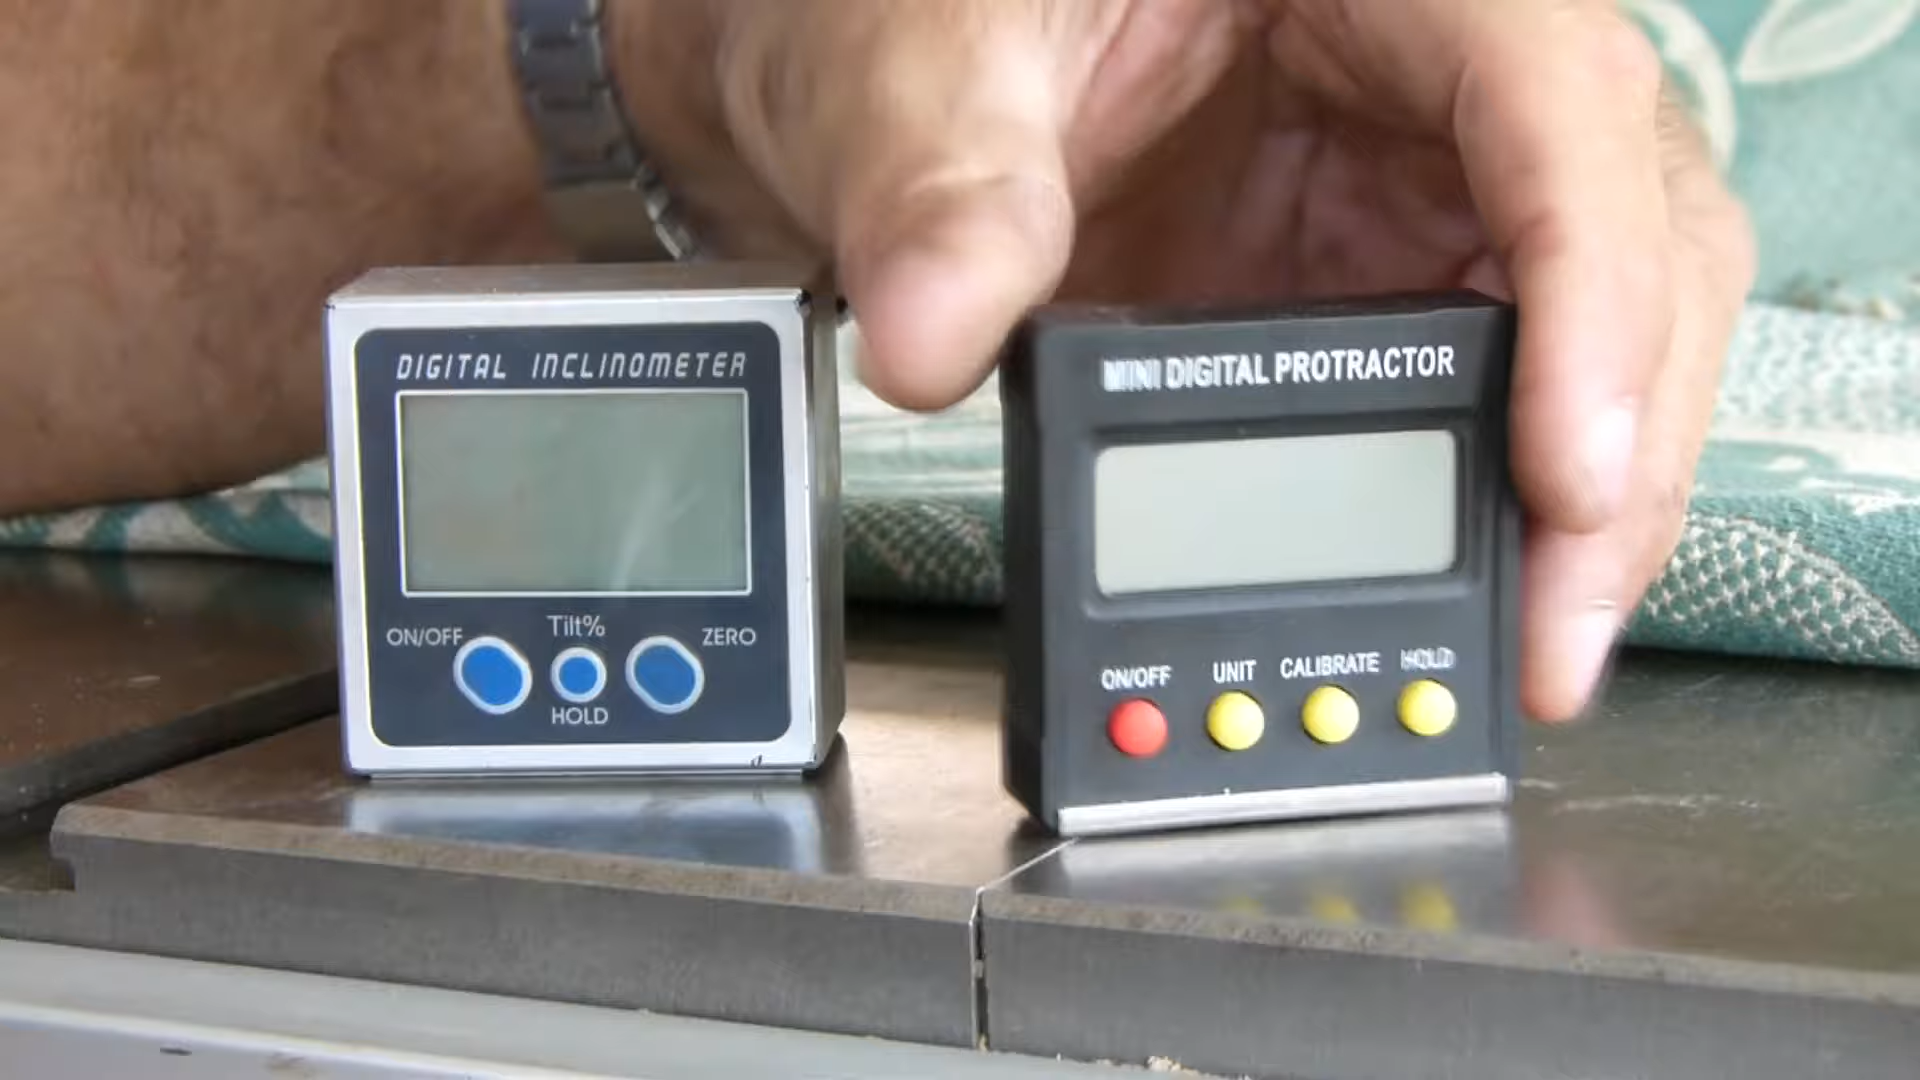 DIGITAL INCLINOMETER
ON/OFF
Tilt%
ZERO
HOLD
MINI DIGITAL PROTRACTOR
ON/OFF
UNIT
CALIBRATE
HOLD